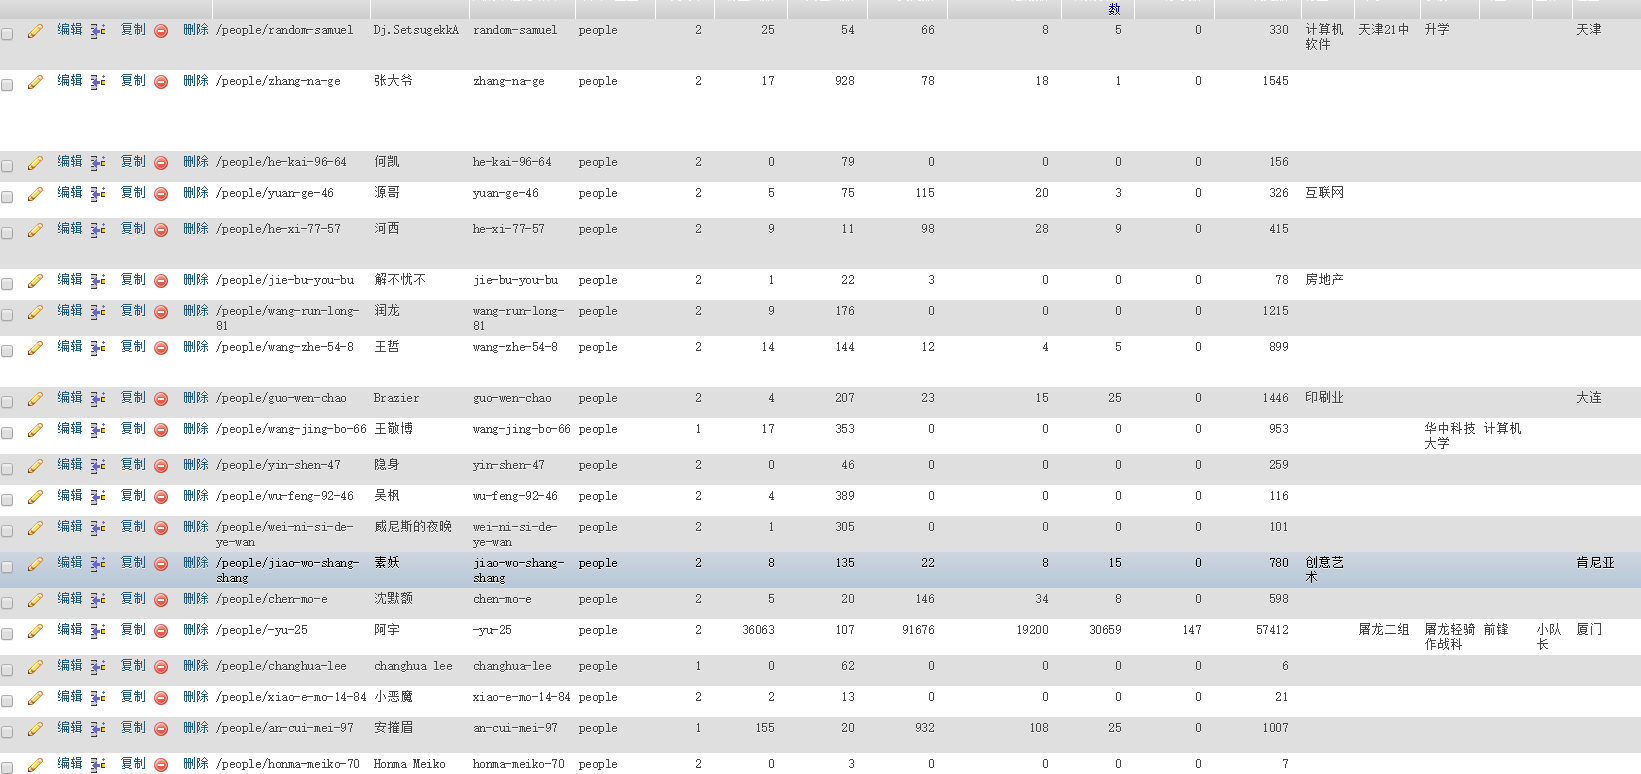 数
编辑 复制 删除 /people/random-samuel Dj.SetsugekkA random-samuel people 2 25 54 66 8 5 0 330 计算机 天津21中 升学 天津
软件
编辑 复制 删除 /people/zhang-na-ge 张大爷 zhang-na-ge people 2 17 928 78 18 1 0 1545
编辑 复制 删除 /people/he-kai-96-64 何凯 he-kai-96-64 people 2 0 79 0 0 0 0 156
编辑 复制 删除 /people/yuan-ge-46 源哥 yuan-ge-46 people 2 5 75 115 20 3 0 326 互联网
编辑 复制 删除 /people/he-xi-77-57 河西 he-xi-77-57 people 2 9 11 98 28 9 0 415
编辑 复制 删除 /people/jie-bu-you-bu 解不忧不 jie-bu-you-bu people 2 1 22 3 0 0 0 78 房地产
编辑 复制 删除 /people/wang-run-long- 润龙 wang-run-long- people 2 9 176 0 0 0 0 1215
81 81
编辑 复制 删除 /people/wang-zhe-54-8 王哲 wang-zhe-54-8 people 2 14 144 12 4 5 0 899
编辑 复制 删除 /people/guo-wen-chao Brazier guo-wen-chao people 2 4 207 23 15 25 0 1446 印刷业 大连
编辑 复制 删除 /people/wang-jing-bo-66 王敬博 wang-jing-bo-66 people 1 17 353 0 0 0 0 953 华中科技 计算机
大学
编辑 复制 删除 /people/yin-shen-47 隐身 yin-shen-47 people 2 0 46 0 0 0 0 259
编辑 复制 删除 /people/wu-feng-92-46 吴枫 wu-feng-92-46 people 2 4 389 0 0 0 0 116
编辑 复制 删除 /people/wei-ni-si-de- 威尼斯的夜晚 wei-ni-si-de- people 2 1 305 0 0 0 0 101
ye-wan ye-wan
编辑 复制 删除 /people/jiao-wo-shang- 素妖 jiao-wo-shang- people 2 8 135 22 8 15 0 780 创意艺 肯尼亚
shang shang 术
编辑 复制 删除 /people/chen-mo-e 沈默额 chen-mo-e people 2 5 20 146 34 8 0 598
编辑 复制 删除 /people/-yu-25 阿宇 -yu-25 people 2 36063 107 91676 19200 30659 147 57412 屠龙二组 屠龙轻骑 前锋 小队 厦门
作战科 长
编辑 复制 删除 /people/changhua-lee changhua lee changhua-lee people 1 0 62 0 0 0 0 6
编辑 复制 删除 /people/xiao-e-mo-14-84 小恶魔 xiao-e-mo-14-84 people 2 2 13 0 0 0 0 21
编辑 复制 删除 /people/an-cui-mei-97 安摧眉 an-cui-mei-97 people 1 155 20 932 108 25 0 1007
编辑 复制 删除 /people/honma-meiko-70 Honma Meiko honma-meiko-70 people 2 0 3 0 0 0 0 7